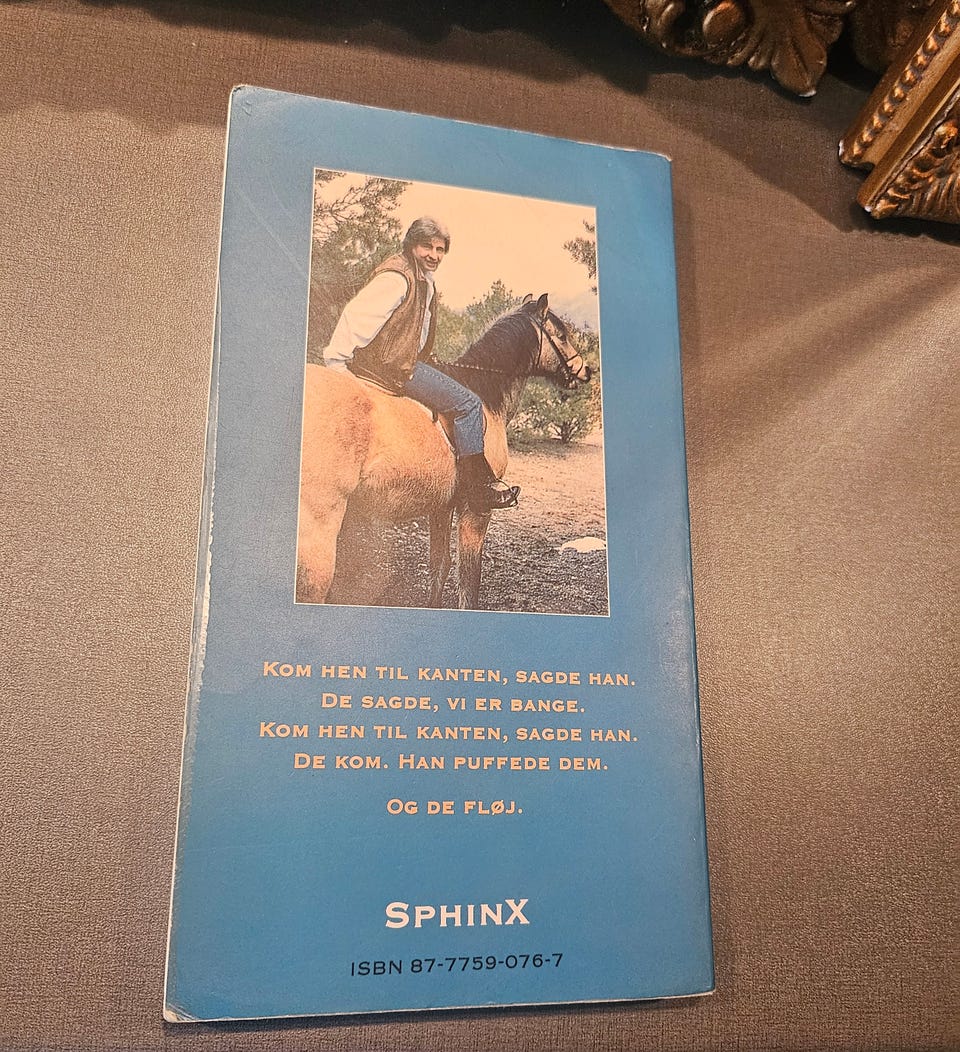 Kom hen til kanten, sagde han.
De sagde, vi er bange.
Kom hen til kanten, sagde han.
De kom. Han puffede dem.
Og de fløj.
SphinX
ISBN 87-7759-076-7